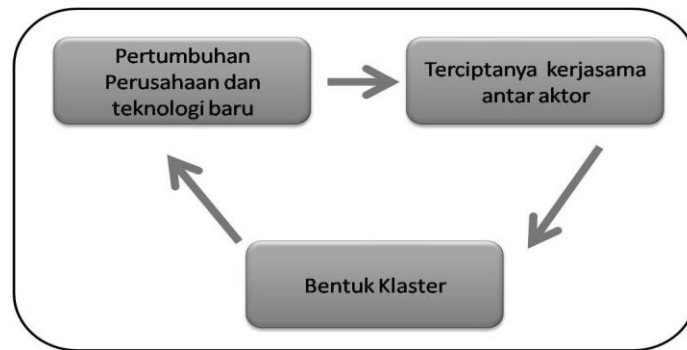 Pertumbuhan
Perusahaan dan
teknologi baru
Terciptanya kerjasama
antar aktor
Bentuk Klaster